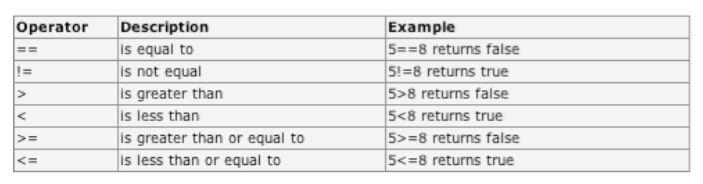 Operator Description Example
== is equal to 5==8 returns false
!= is not equal 5!=8 returns true
> is greater than 5>8 returns false
< is less than 5<8 returns true
>= is greater than or equal to 5>=8 returns false
<= is less than or equal to 5<=8 returns true